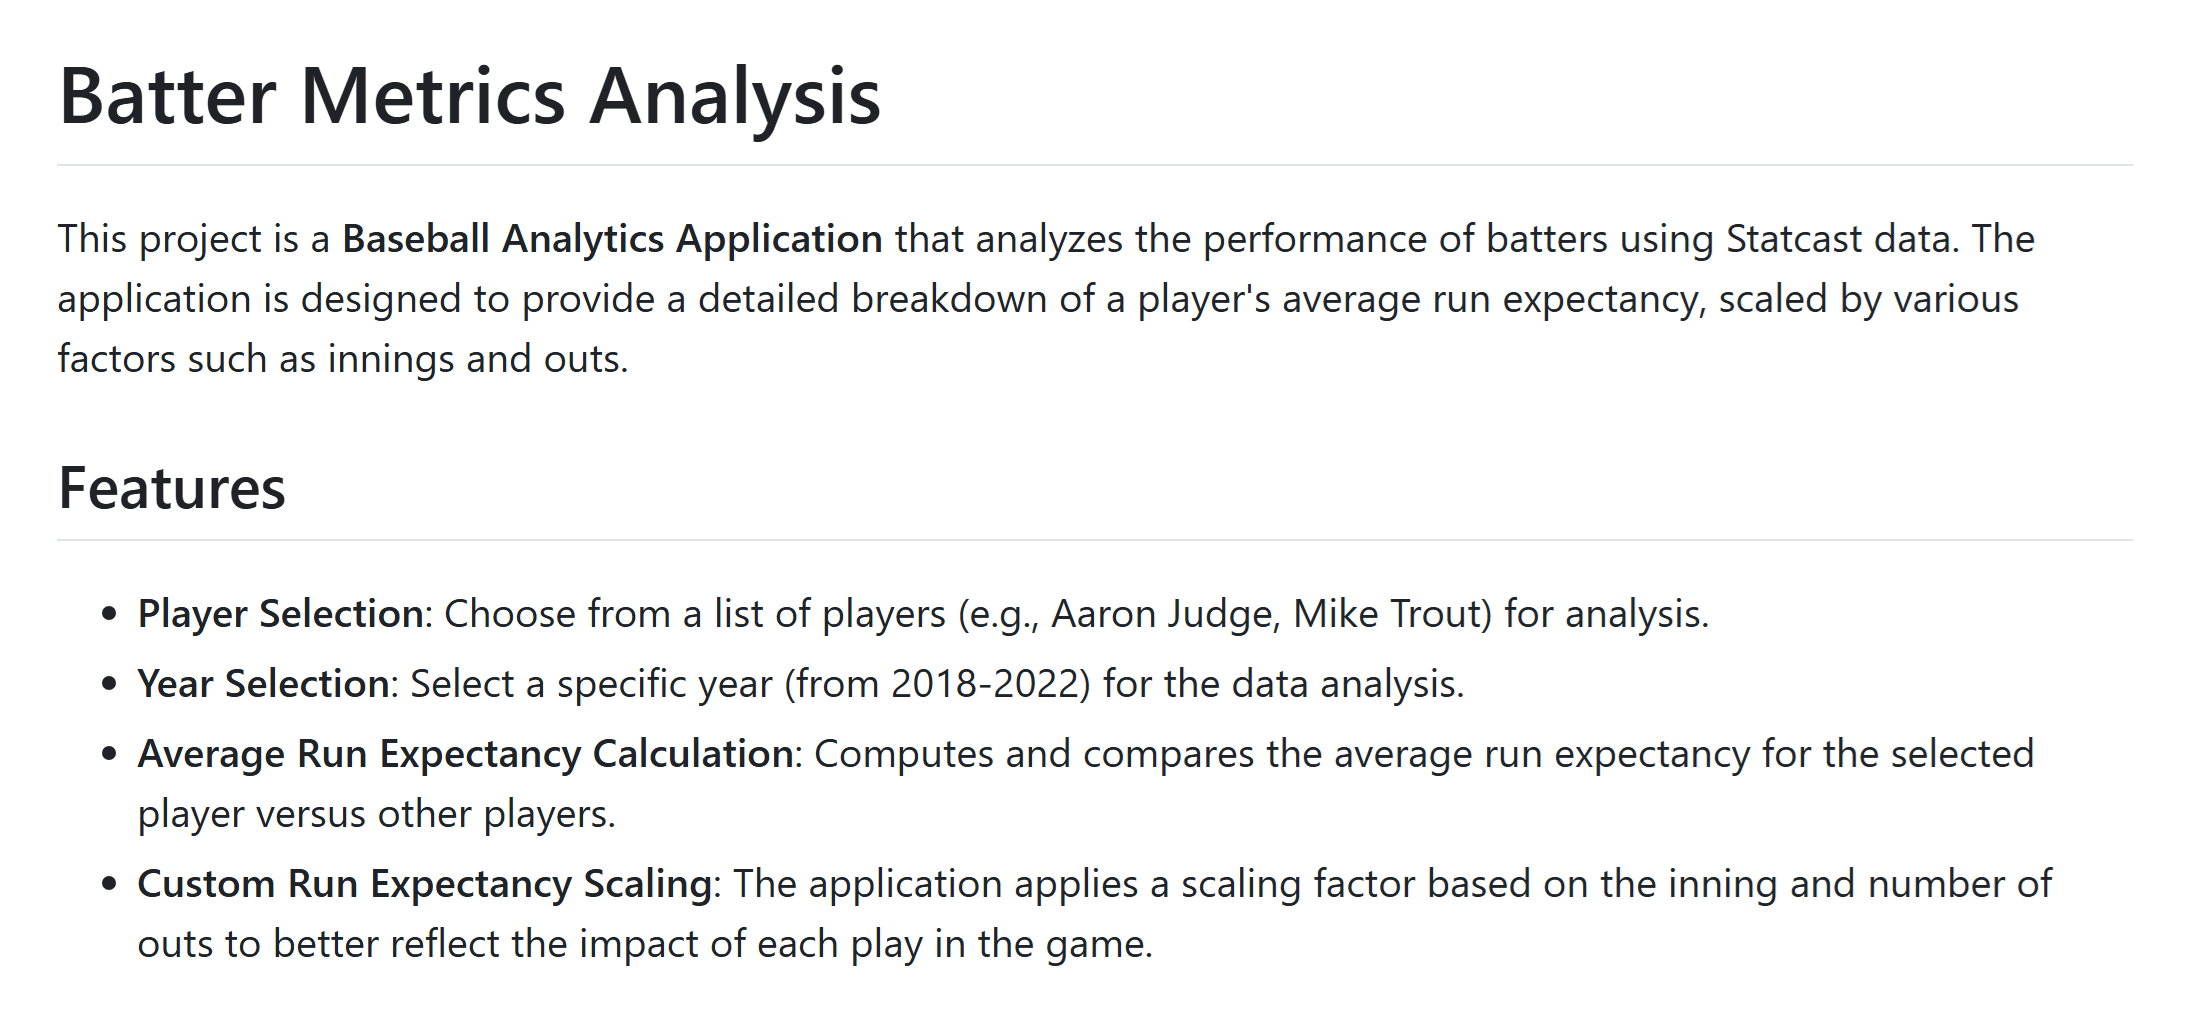 Batter Metrics Analysis
This project is a Baseball Analytics Application that analyzes the performance of batters using Statcast data. The
application is designed to provide a detailed breakdown of a player's average run expectancy, scaled by various
factors such as innings and outs.
Features
• Player Selection: Choose from a list of players (e.g., Aaron Judge, Mike Trout) for analysis.
• Year Selection: Select a specific year (from 2018-2022) for the data analysis.
• Average Run Expectancy Calculation: Computes and compares the average run expectancy for the selected
player versus other players.
• Custom Run Expectancy Scaling: The application applies a scaling factor based on the inning and number of
outs to better reflect the impact of each play in the game.